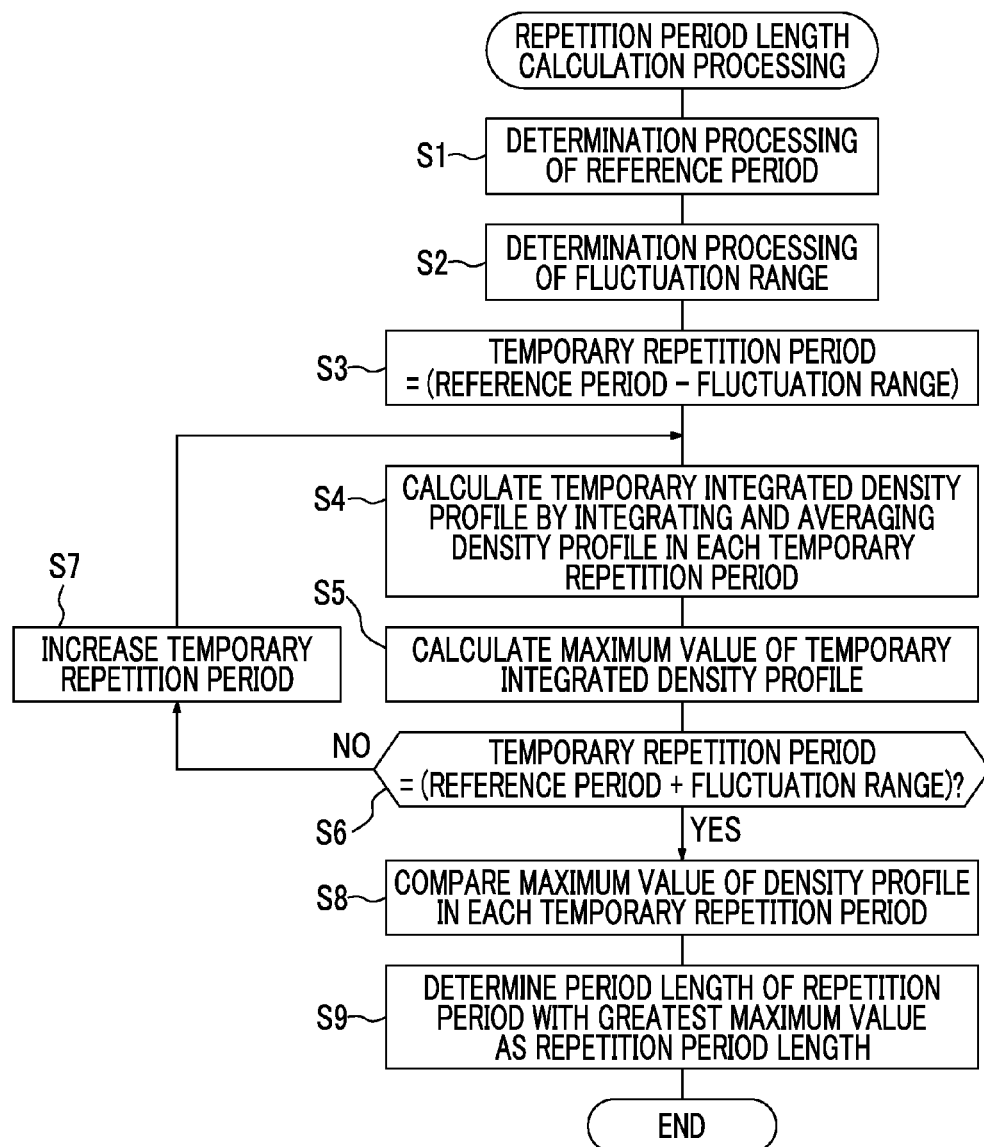 REPETITION PERIOD LENGTH
CALCULATION PROCESSING
S1
DETERMINATION PROCESSING
OF REFERENCE PERIOD
S2
DETERMINATION PROCESSING
OF FLUCTUATION RANGE
S3
TEMPORARY REPETITION PERIOD
= (REFERENCE PERIOD − FLUCTUATION RANGE)
S4
CALCULATE TEMPORARY INTEGRATED DENSITY
PROFILE BY INTEGRATING AND AVERAGING
DENSITY PROFILE IN EACH TEMPORARY
REPETITION PERIOD
S7
INCREASE TEMPORARY
REPETITION PERIOD
S5
CALCULATE MAXIMUM VALUE OF TEMPORARY
INTEGRATED DENSITY PROFILE
NO
S6
TEMPORARY REPETITION PERIOD
= (REFERENCE PERIOD + FLUCTUATION RANGE)?
YES
S8
COMPARE MAXIMUM VALUE OF DENSITY PROFILE
IN EACH TEMPORARY REPETITION PERIOD
S9
DETERMINE PERIOD LENGTH OF REPETITION
PERIOD WITH GREATEST MAXIMUM VALUE
AS REPETITION PERIOD LENGTH
END